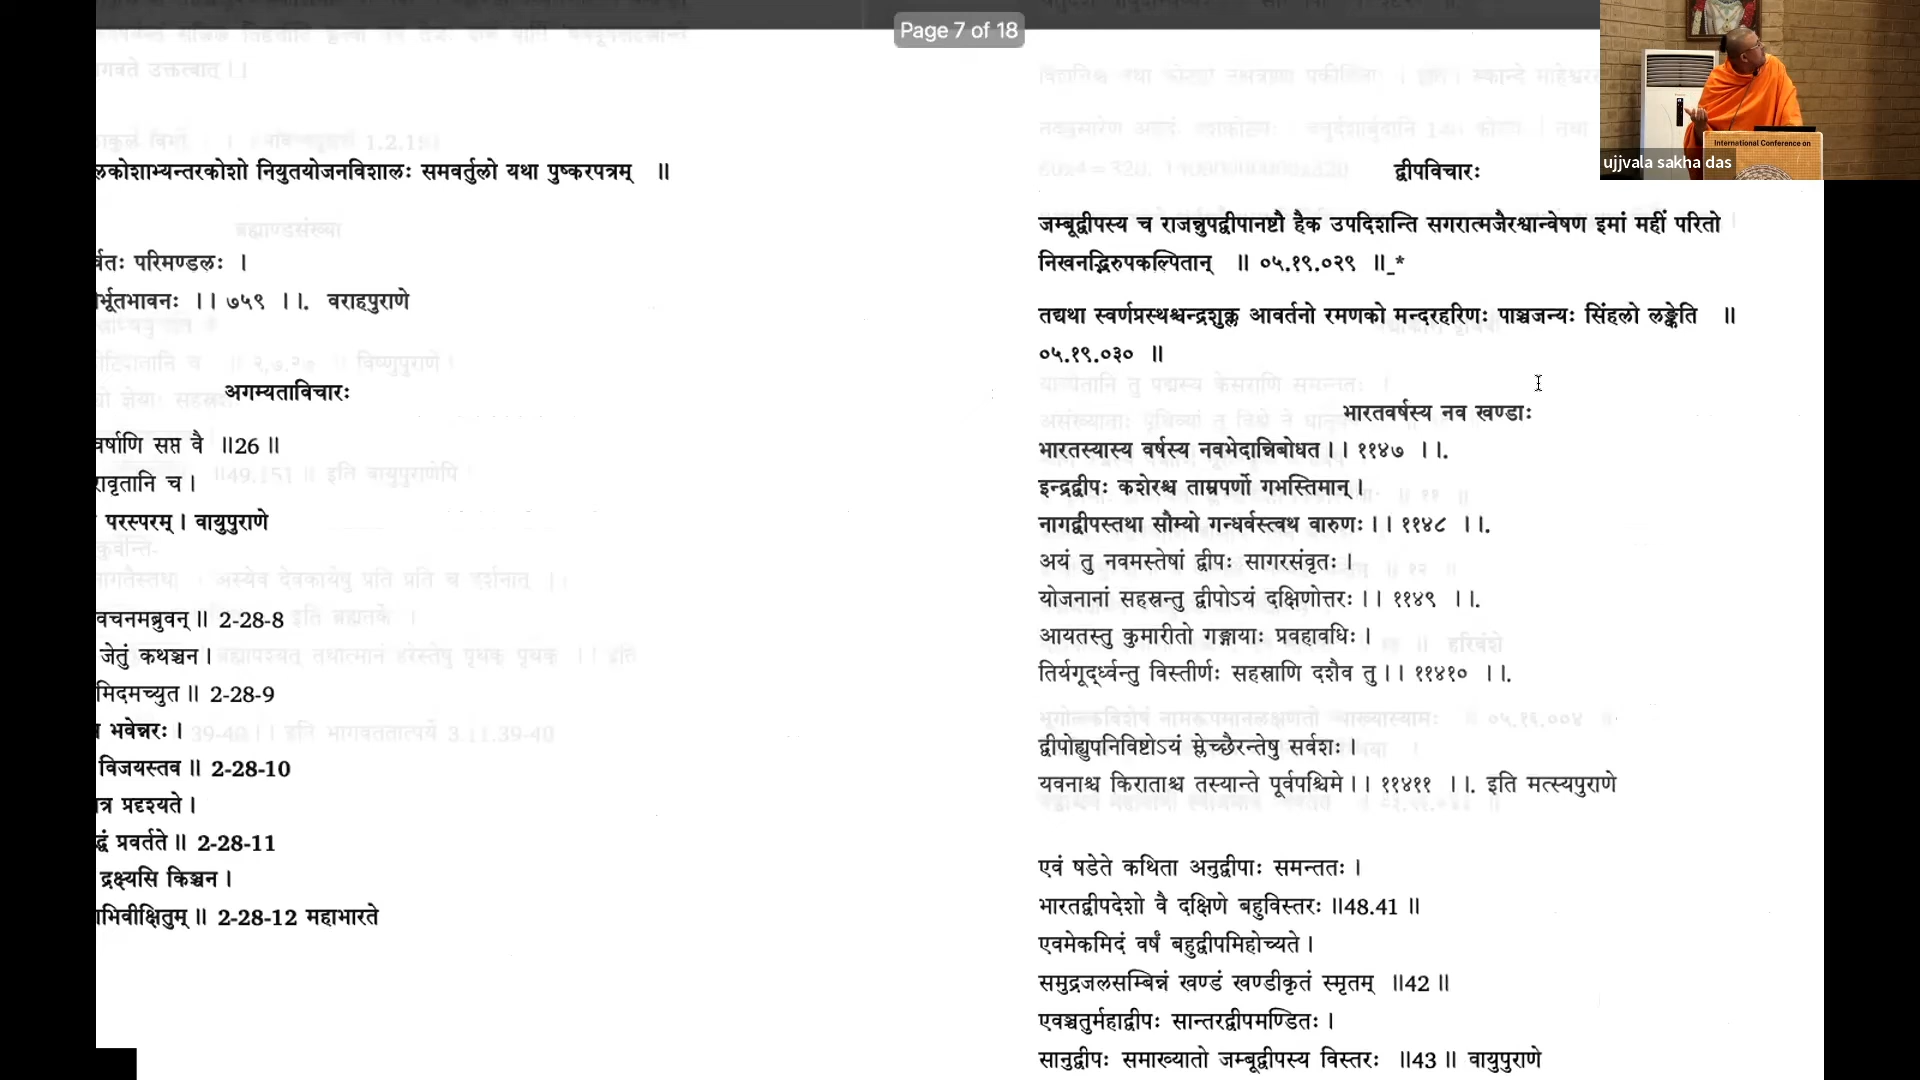 Page 7 of 18
लकोशाभ्यन्तरकोशो नियुतयोजनविशालः समवर्तुलो यथा पुष्करपत्रम् ॥
र्वतः परिमण्डलः ।
र्भूतभावनः ।। ७५९ ।।. वराहपुराणे
अगम्यताविचारः
वर्षाणि सप्त वै ॥26॥
रावृतानि च।
परस्परम्। वायुपुराणे
वचनमब्रुवन्॥ 2-28-8
जेतुं कथञ्चन।
मिदमच्युत॥ 2-28-9
भवेन्नरः।
विजयस्तव॥ 2-28-10
त्र प्रदृश्यते।
द्धं प्रवर्तते॥ 2-28-11
द्रक्ष्यसि किञ्चन।
ाभिवीक्षितुम्॥ 2-28-12 महाभारते
द्वीपविचारः
जम्बूद्वीपस्य च राजन्नुपद्वीपानष्टौ हैक उपदिशन्ति सगरात्मजैरश्वान्वेषण इमां महीं परितो
निखनद्भिरुपकल्पितान् ॥ ०५.१९.०२९ ॥_*
तद्यथा स्वर्णप्रस्थश्चन्द्रशुक्ल आवर्तनो रमणको मन्दरहरिणः पाञ्चजन्यः सिंहलो लङ्केति ॥
०५.१९.०३० ॥
भारतवर्षस्य नव खण्डाः
भारतस्यास्य वर्षस्य नवभेदान्निबोधत।। ११४७ ।।.
इन्द्रद्वीपः कशेरश्च ताम्रपर्णो गभस्तिमान्।
नागद्वीपस्तथा सौम्यो गन्धर्वस्त्वथ वारुणः।। ११४८ ।।.
अयं तु नवमस्तेषां द्वीपः सागरसंवृतः।
योजनानां सहस्रन्तु द्वीपोऽयं दक्षिणोत्तरः।। ११४९ ।।.
आयतस्तु कुमारीतो गङ्गायाः प्रवहावधिः।
तिर्यगूर्द्ध्वन्तु विस्तीर्णः सहस्राणि दशैव तु।। ११४१० ।।.
द्वीपोह्युपनिविष्टोऽयं म्लेच्छैरन्तेषु सर्वशः।
यवनाश्च किराताश्च तस्यान्ते पूर्वपश्चिमे।। ११४११ ।।. इति मत्स्यपुराणे
एवं षडेते कथिता अनुद्वीपाः समन्ततः।
भारतद्वीपदेशो वै दक्षिणे बहुविस्तरः॥48.41॥
एवमेकमिदं वर्षं बहुद्वीपमिहोच्यते।
समुद्रजलसम्भिन्नं खण्डं खण्डीकृतं स्मृतम् ॥42॥
एवञ्चतुर्महाद्वीपः सान्तरद्वीपमण्डितः।
सानुद्वीपः समाख्यातो जम्बूद्वीपस्य विस्तरः ॥43॥ वायुपुराणे
International Conference on
ujjvala sakha das